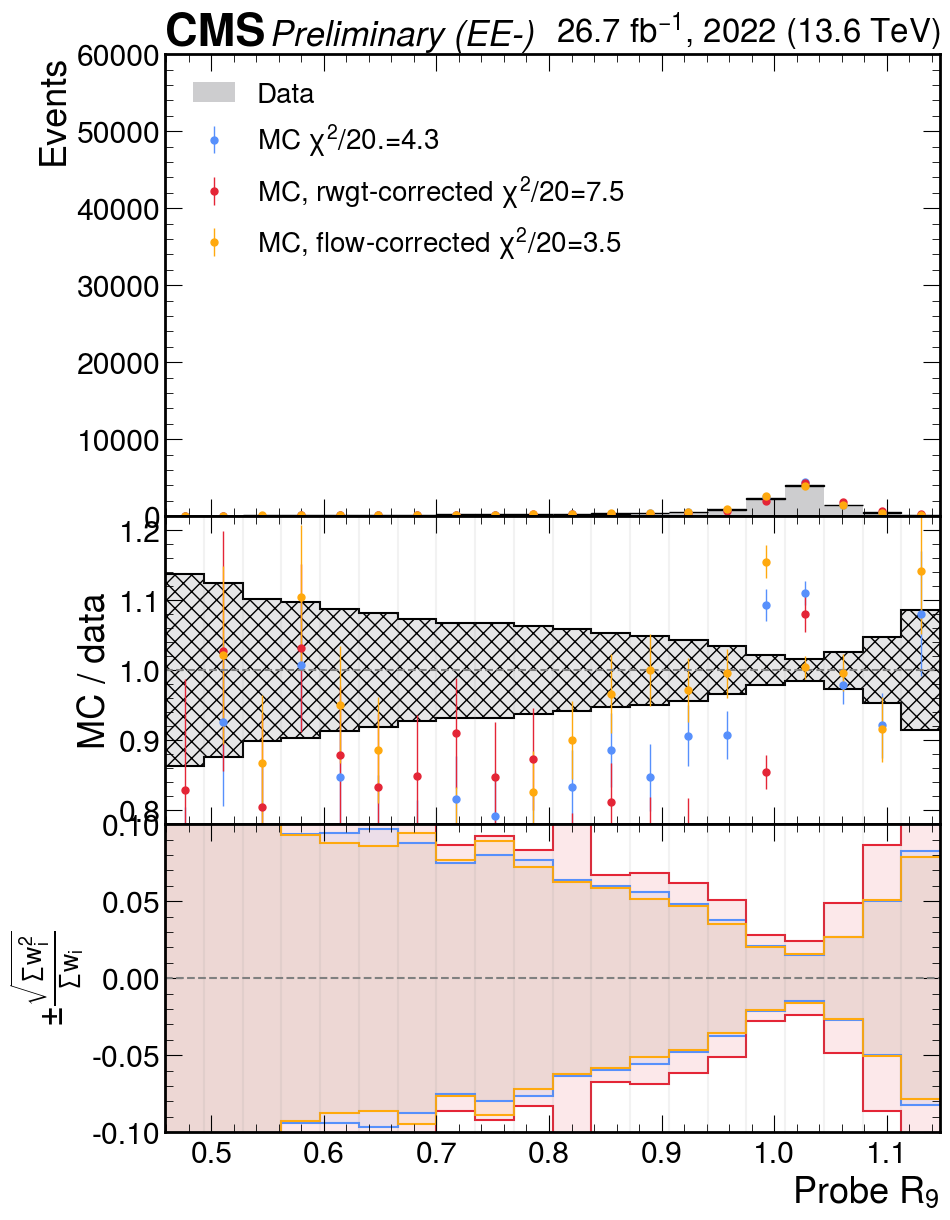 CMS Preliminary (EE-) 26.7 fb⁻¹, 2022 (13.6 TeV)
Events
60000
50000
40000
30000
20000
10000
0
Data
MC χ²/20.=4.3
MC, rwgt-corrected χ²/20=7.5
MC, flow-corrected χ²/20=3.5
MC / data
1.2
1.1
1.0
0.9
0.8
±√Σwᵢ²/Σwᵢ
0.10
0.05
0.00
-0.05
-0.10
0.5 0.6 0.7 0.8 0.9 1.0 1.1
Probe R₉